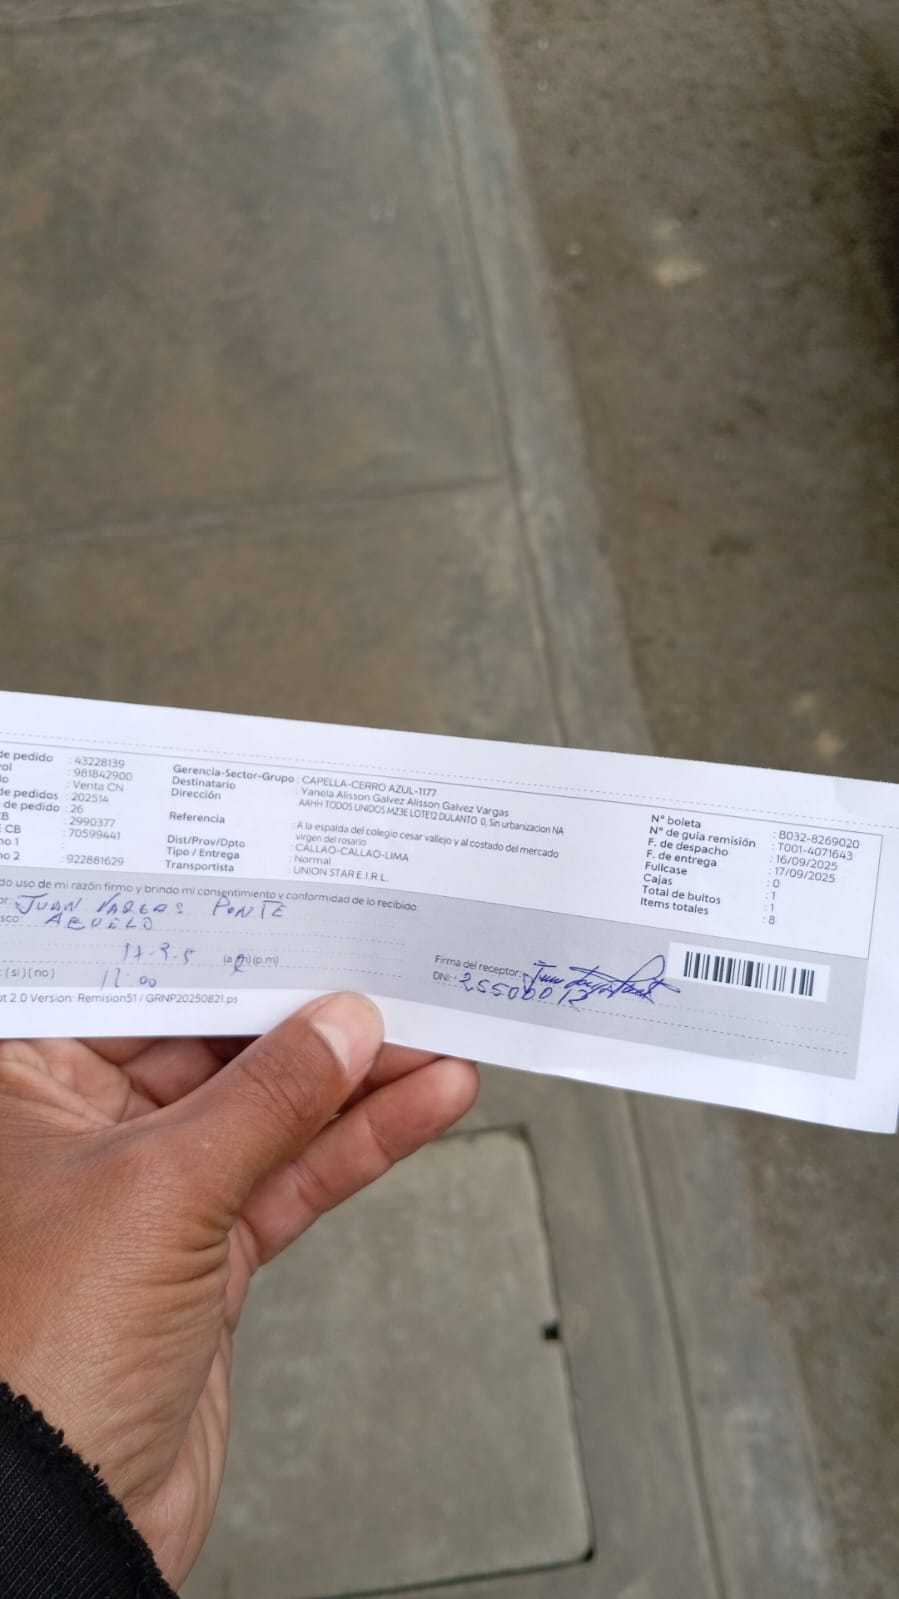 de pedido : 43228139
rol : 981842900
do : Venta CN
de pedidos : 202514
de pedido : 26
CB : 2990377
E CB : 70599441
no 1 :
no 2 : 922881629
Gerencia-Sector-Grupo : CAPELLA-CERRO AZUL-1177
Destinatario : Yanela Alisson Galvez Alisson Galvez Vargas
Dirección : AAHH TODOS UNIDOS MZ3E LOTE12 DULANTO 0, Sin urbanizacion NA
Referencia : A la espalda del colegio cesar vallejo y al costado del mercado
virgen del rosario
Dist/Prov/Dpto : CALLAO-CALLAO-LIMA
Tipo / Entrega : Normal
Transportista : UNION STAR E.I.R.L.
N° boleta : B032-8269020
N° de guía remisión : T001-4071643
F. de despacho : 16/09/2025
F. de entrega : 17/09/2025
Fullcase : 0
Cajas : 1
Total de bultos : 1
Items totales : 8
do uso de mi razón firmo y brindo mi consentimiento y conformidad de lo recibido.
or: JUAN VARGAS PONTE
sco: ABUELO
(a.m) (p.m)
: (si) (no) 12:00
Firma del receptor:
DNI: 25500012
pt 2.0 Version: Remision51 / GRNP20250821.ps